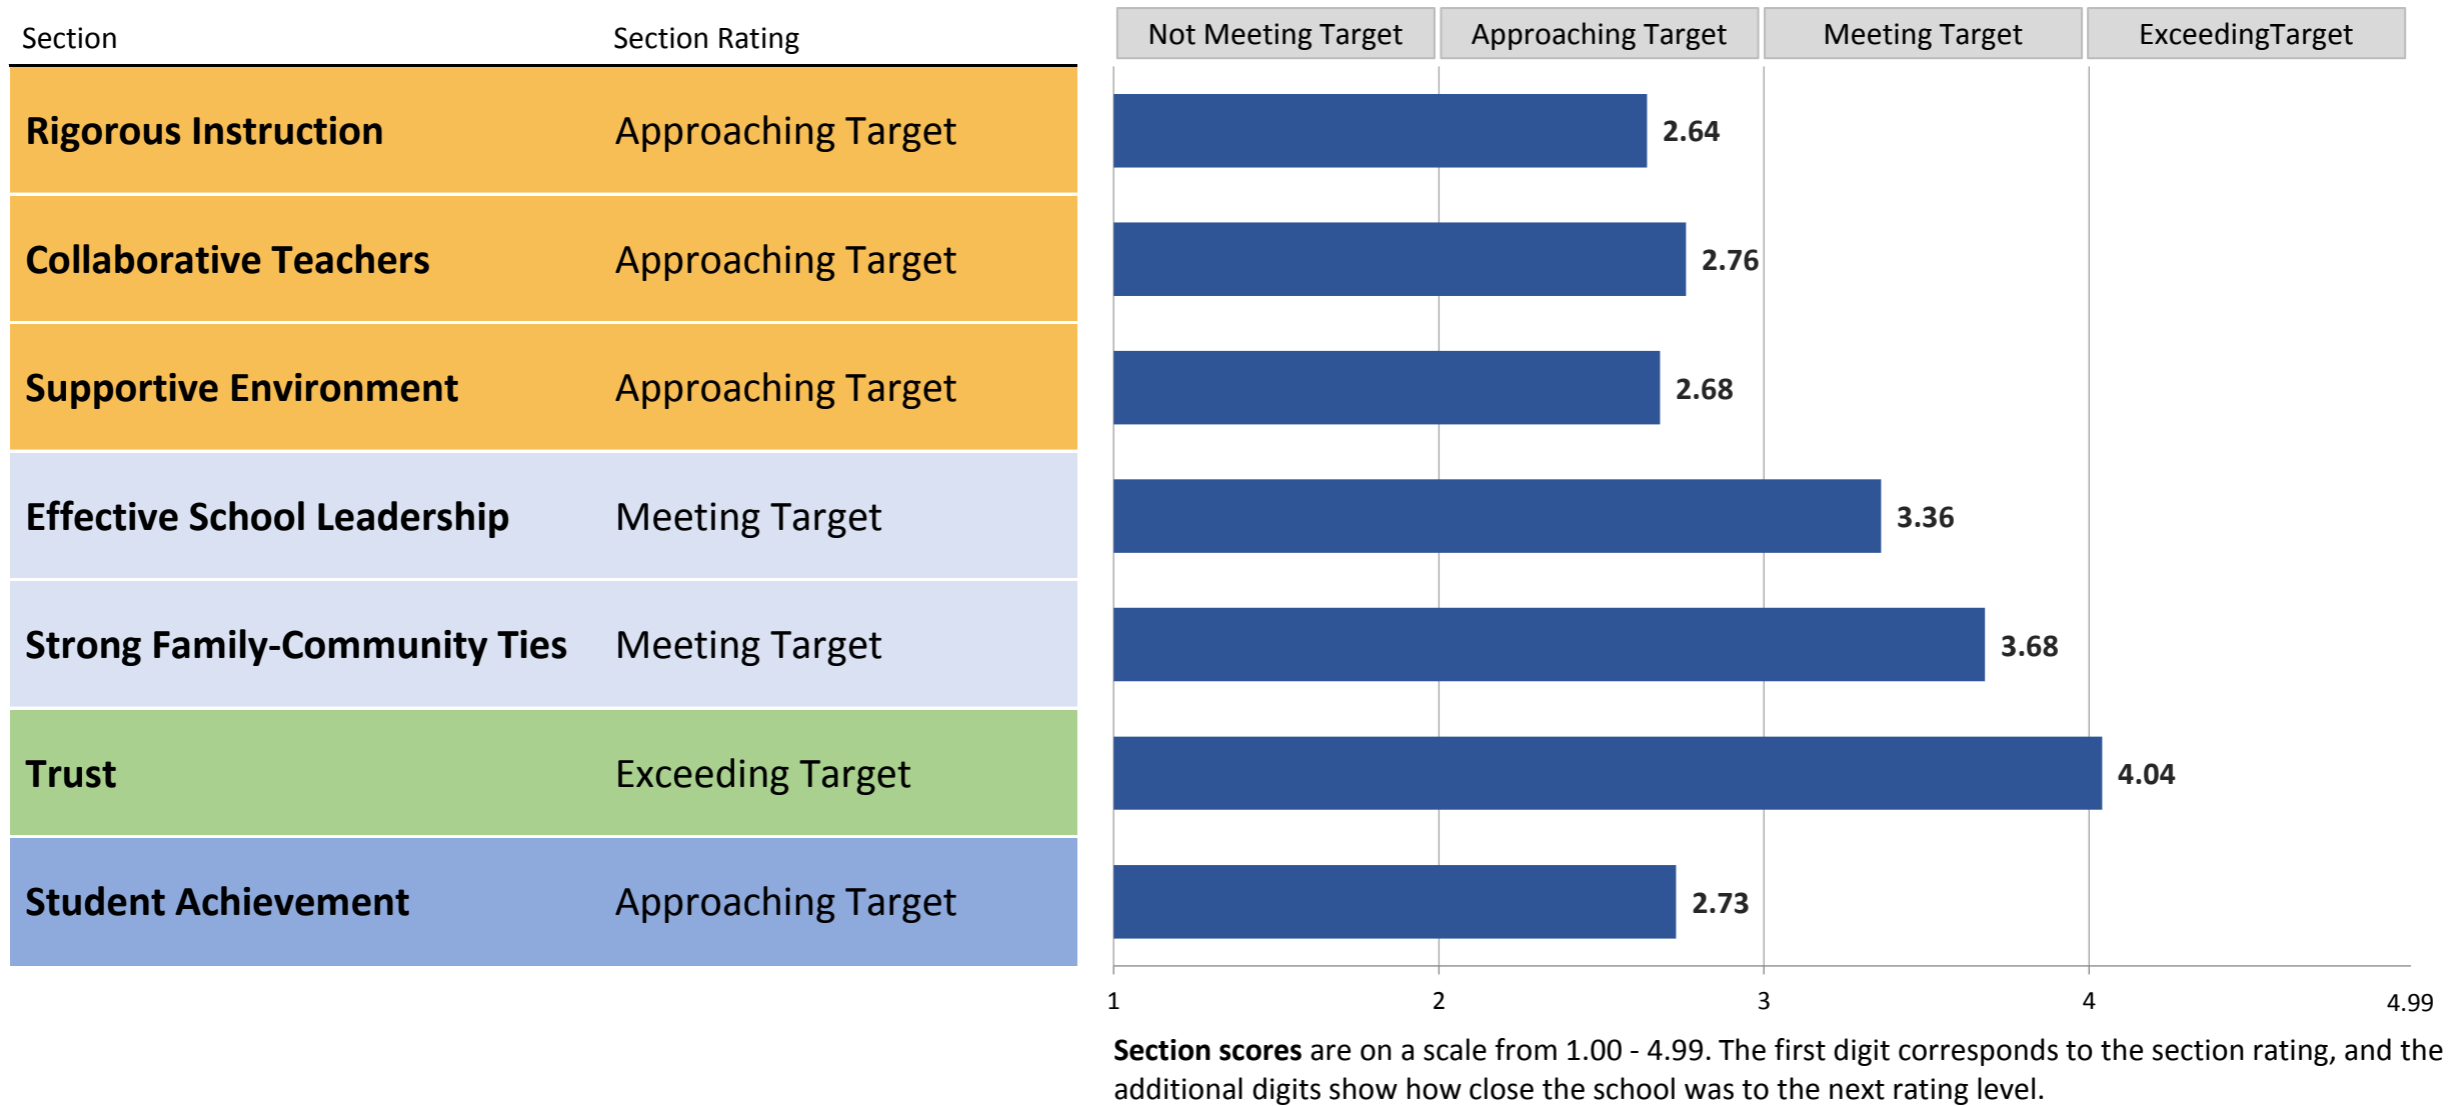 Section Section Rating Not Meeting Target Approaching Target Meeting Target ExceedingTarget
Rigorous Instruction Approaching Target 2.64
Collaborative Teachers Approaching Target 2.76
Supportive Environment Approaching Target 2.68
Effective School Leadership Meeting Target 3.36
Strong Family-Community Ties Meeting Target 3.68
Trust Exceeding Target 4.04
Student Achievement Approaching Target 2.73
1 2 3 4 4.99
Section scores are on a scale from 1.00 - 4.99. The first digit corresponds to the section rating, and the
additional digits show how close the school was to the next rating level.